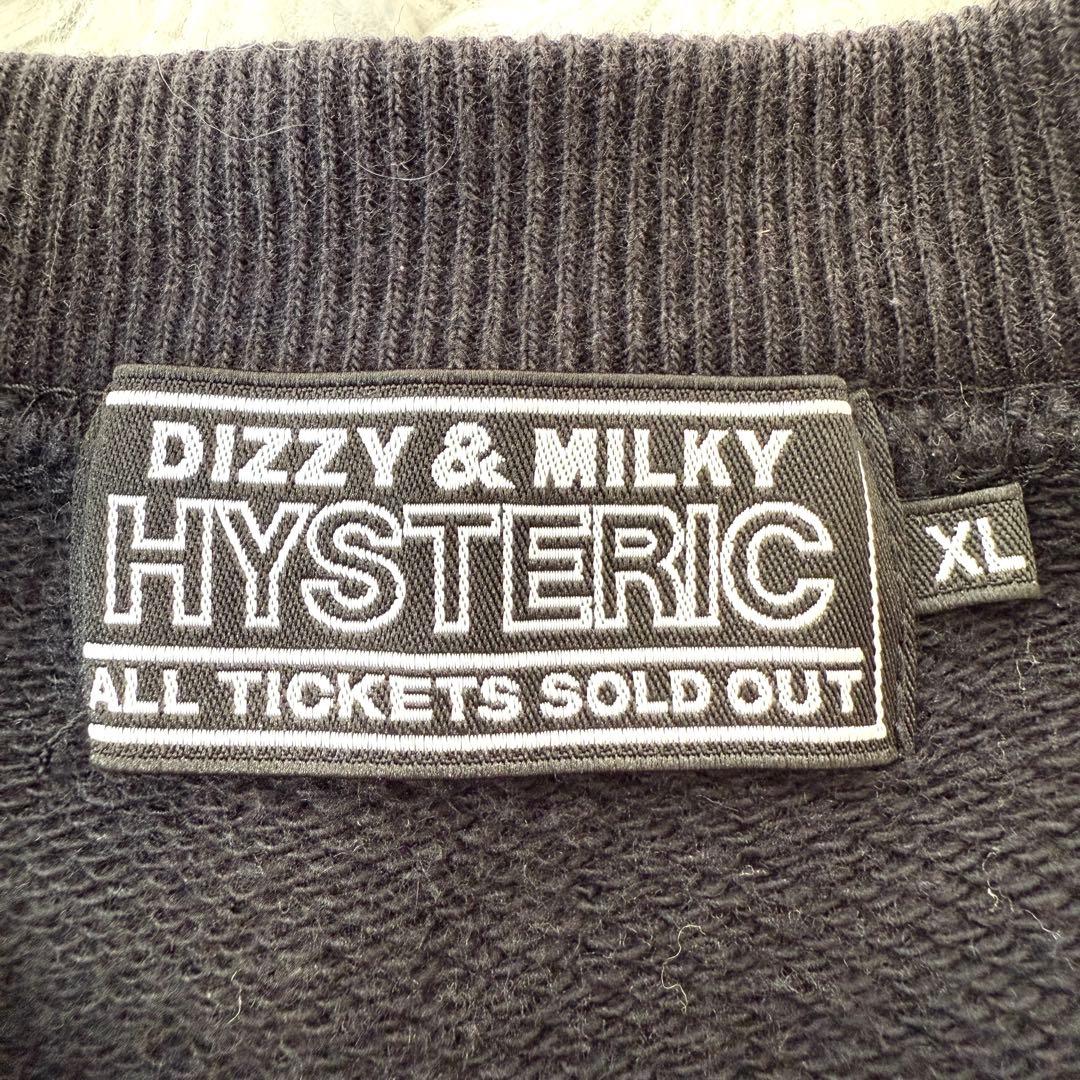 DIZZY & MILKY
HYSTERIC
ALL TICKETS SOLD OUT
XL